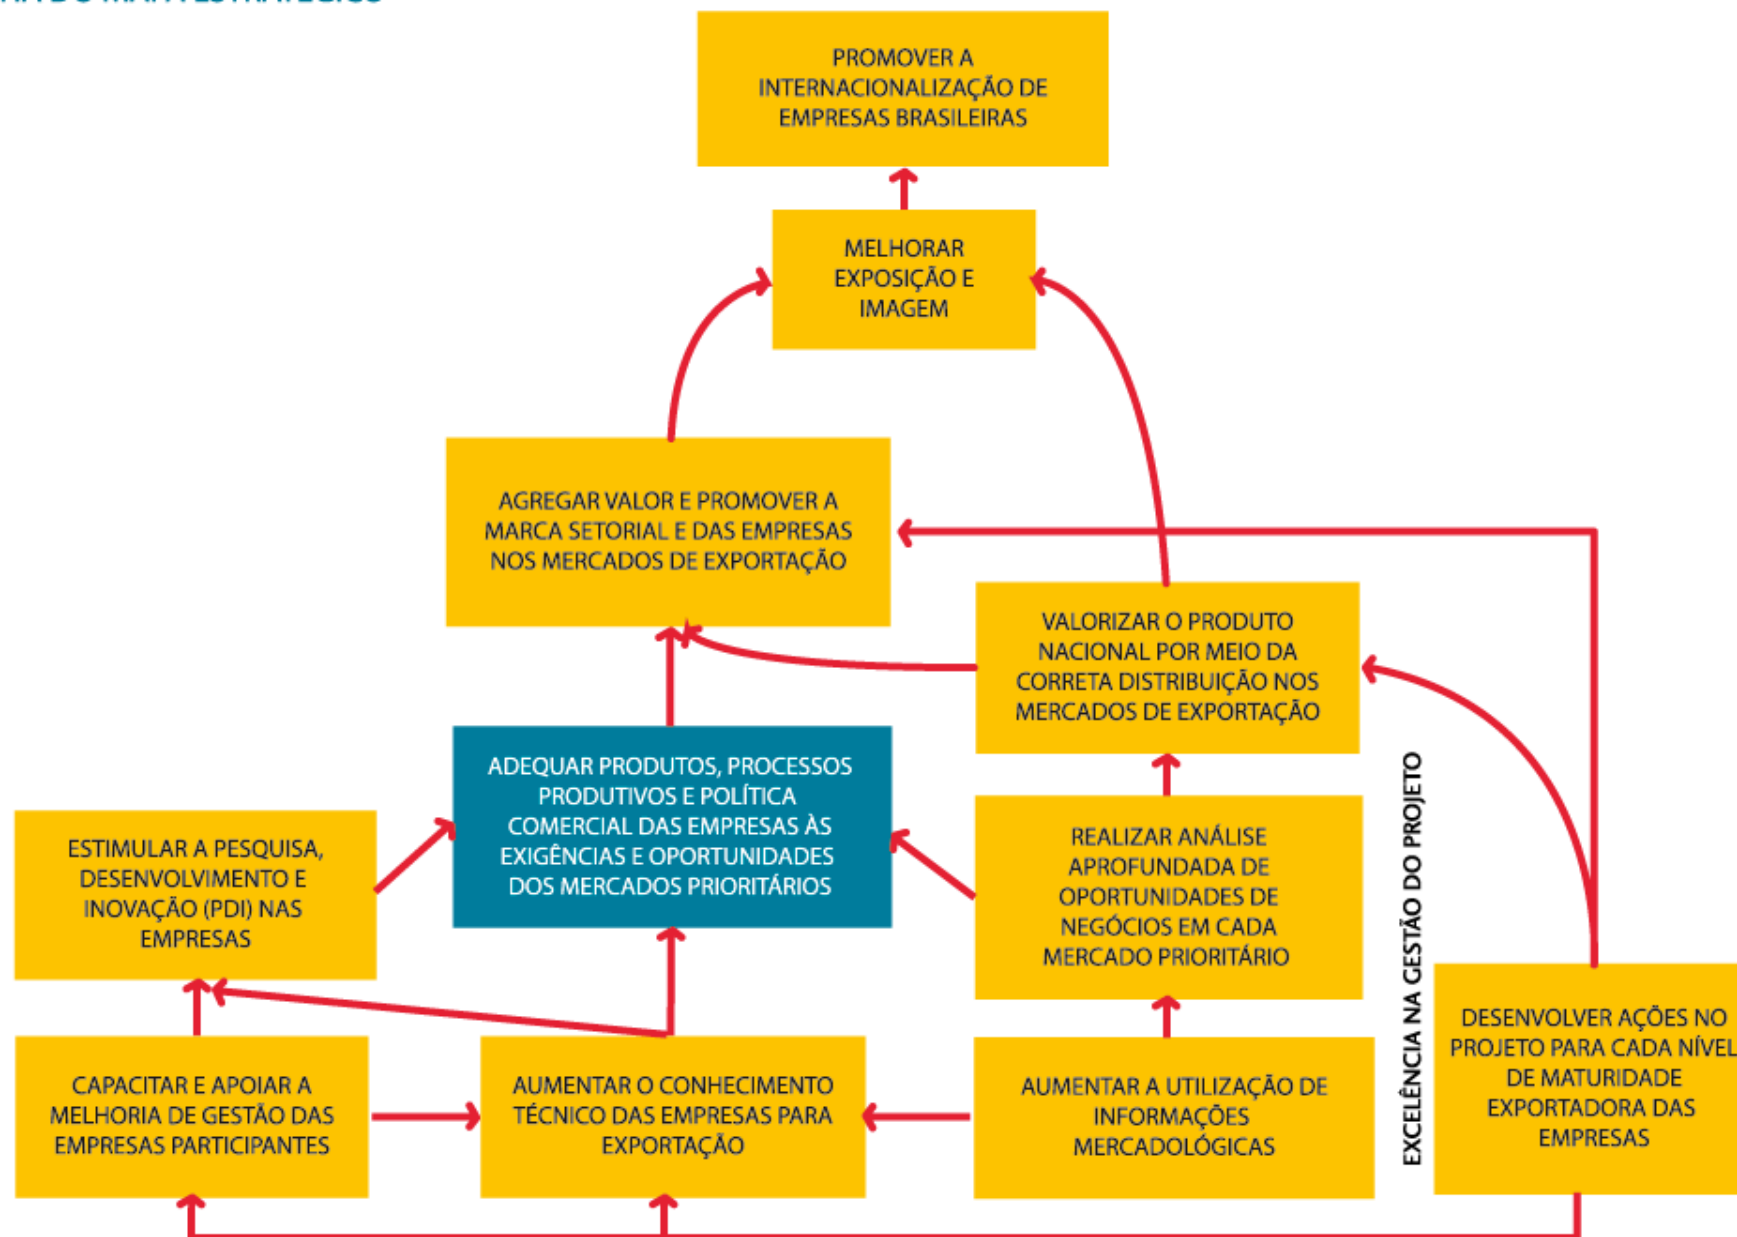 DO MAPA ESTRATÉGICO
PROMOVER A
INTERNACIONALIZAÇÃO DE
EMPRESAS BRASILEIRAS
MELHORAR
EXPOSIÇÃO E
IMAGEM
AGREGAR VALOR E PROMOVER A
MARCA SETORIAL E DAS EMPRESAS
NOS MERCADOS DE EXPORTAÇÃO
VALORIZAR O PRODUTO
NACIONAL POR MEIO DA
CORRETA DISTRIBUIÇÃO NOS
MERCADOS DE EXPORTAÇÃO
ADEQUAR PRODUTOS, PROCESSOS
PRODUTIVOS E POLÍTICA
COMERCIAL DAS EMPRESAS ÀS
EXIGÊNCIAS E OPORTUNIDADES
DOS MERCADOS PRIORITÁRIOS
ESTIMULAR A PESQUISA,
DESENVOLVIMENTO E
INOVAÇÃO (PDI) NAS
EMPRESAS
REALIZAR ANÁLISE
APROFUNDADA DE
OPORTUNIDADES DE
NEGÓCIOS EM CADA
MERCADO PRIORITÁRIO
EXCELÊNCIA NA GESTÃO DO PROJETO
DESENVOLVER AÇÕES NO
PROJETO PARA CADA NÍVEL
DE MATURIDADE
EXPORTADORA DAS
EMPRESAS
CAPACITAR E APOIAR A
MELHORIA DE GESTÃO DAS
EMPRESAS PARTICIPANTES
AUMENTAR O CONHECIMENTO
TÉCNICO DAS EMPRESAS PARA
EXPORTAÇÃO
AUMENTAR A UTILIZAÇÃO DE
INFORMAÇÕES
MERCADOLÓGICAS